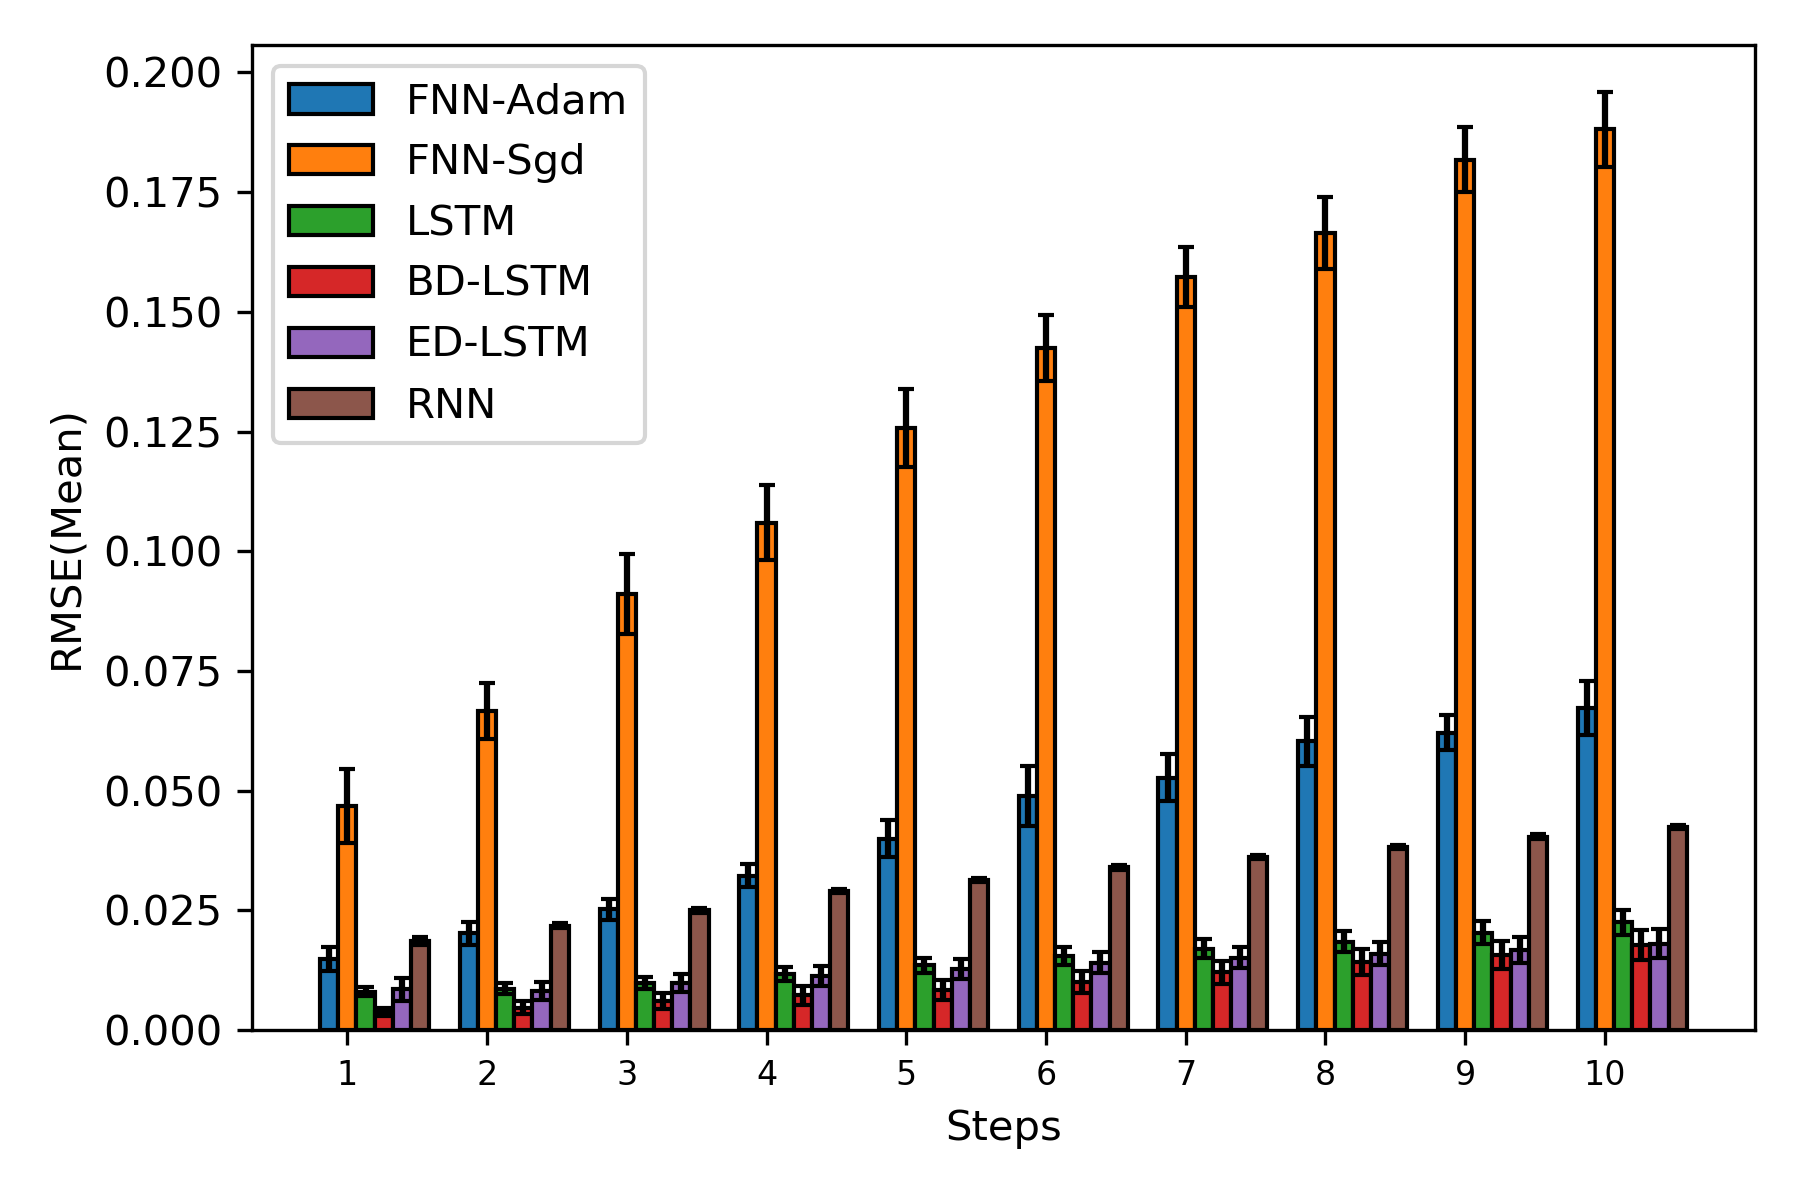 0.200
0.175
0.150
0.125
0.100
0.075
0.050
0.025
0.000
RMSE(Mean)
FNN-Adam
FNN-Sgd
LSTM
BD-LSTM
ED-LSTM
RNN
1 2 3 4 5 6 7 8 9 10
Steps